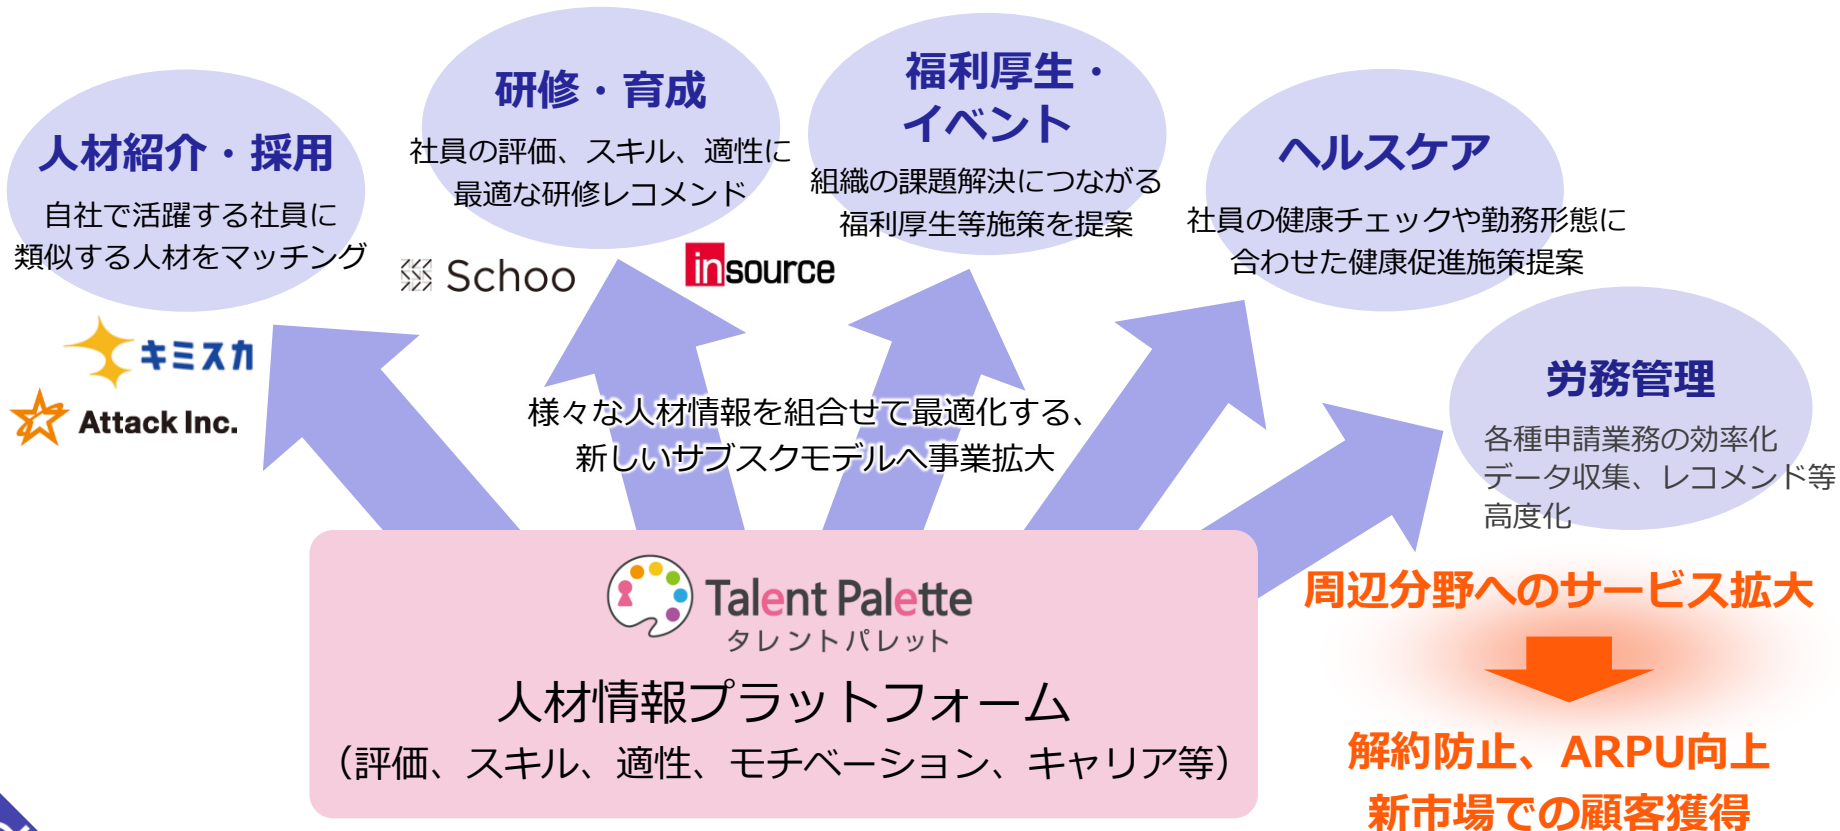 人材紹介・採用
自社で活躍する社員に
類似する人材をマッチング
キミスカ
Attack Inc.
研修・育成
社員の評価、スキル、適性に
最適な研修レコメンド
Schoo
insource
福利厚生・
イベント
組織の課題解決につながる
福利厚生等施策を提案
ヘルスケア
社員の健康チェックや勤務形態に
合わせた健康促進施策提案
労務管理
各種申請業務の効率化
データ収集、レコメンド等
高度化
様々な人材情報を組合せて最適化する、
新しいサブスクモデルへ事業拡大
Talent Palette
タレントパレット
人材情報プラットフォーム
（評価、スキル、適性、モチベーション、キャリア等）
周辺分野へのサービス拡大
解約防止、ARPU向上
新市場での顧客獲得